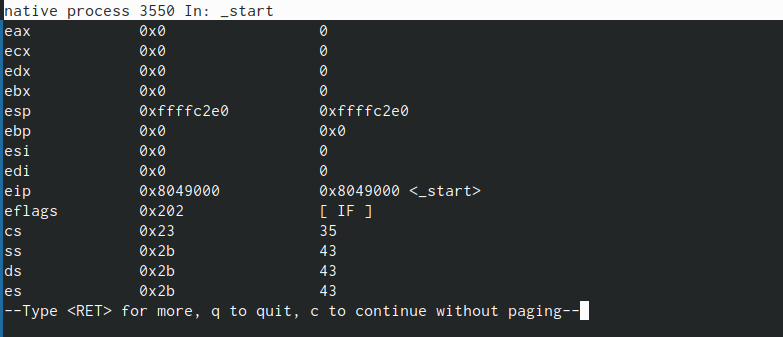 native process 3550 In: _start
eax 0x0 0
ecx 0x0 0
edx 0x0 0
ebx 0x0 0
esp 0xffffc2e0 0xffffc2e0
ebp 0x0 0x0
esi 0x0 0
edi 0x0 0
eip 0x8049000 0x8049000 <_start>
eflags 0x202 [ IF ]
cs 0x23 35
ss 0x2b 43
ds 0x2b 43
es 0x2b 43
--Type <RET> for more, q to quit, c to continue without paging--